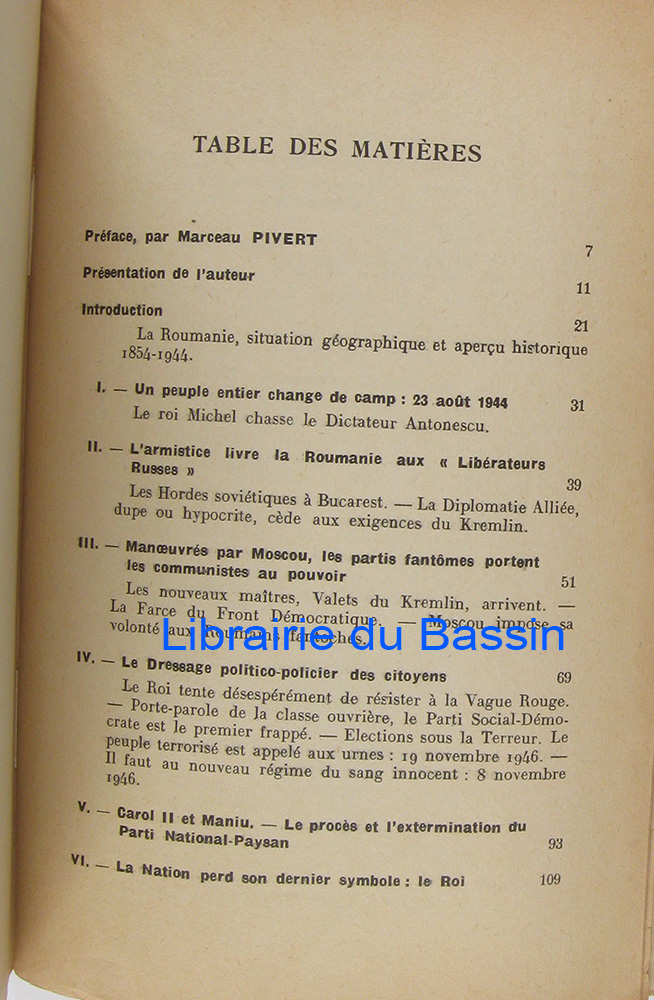 TABLE DES MATIÈRES
Préface, par Marceau PIVERT 7
Présentation de l'auteur 11
Introduction 21
La Roumanie, situation géographique et aperçu historique
1854-1944.
I. — Un peuple entier change de camp : 23 août 1944 31
Le roi Michel chasse le Dictateur Antonescu.
II. — L'armistice livre la Roumanie aux « Libérateurs
Russes » 39
Les Hordes soviétiques à Bucarest. — La Diplomatie Alliée,
dupe ou hypocrite, cède aux exigences du Kremlin.
III. — Manœuvrés par Moscou, les partis fantômes portent
les communistes au pouvoir 51
Les nouveaux maîtres, Valets du Kremlin, arrivent. —
La Farce du Front Démocratique. — Moscou impose sa
volonté aux Roumains fantoches.
Librairie du Bassin
IV. — Le Dressage politico-policier des citoyens 69
Le Roi tente désespérément de résister à la Vague Rouge.
— Porte-parole de la classe ouvrière, le Parti Social-Démo-
crate est le premier frappé. — Elections sous la Terreur. Le
peuple terrorisé est appelé aux urnes : 19 novembre 1946. —
Il faut au nouveau régime du sang innocent : 8 novembre
1946.
V. — Carol II et Maniu. — Le procès et l'extermination du
Parti National-Paysan 93
VI. — La Nation perd son dernier symbole : le Roi 109